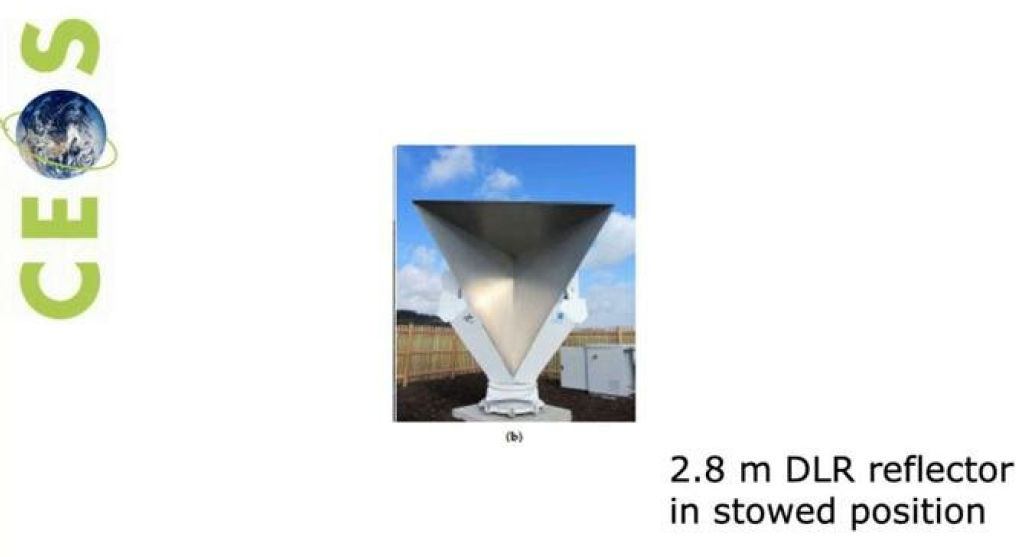 CEOS
(b)
2.8 m DLR reflector
in stowed position